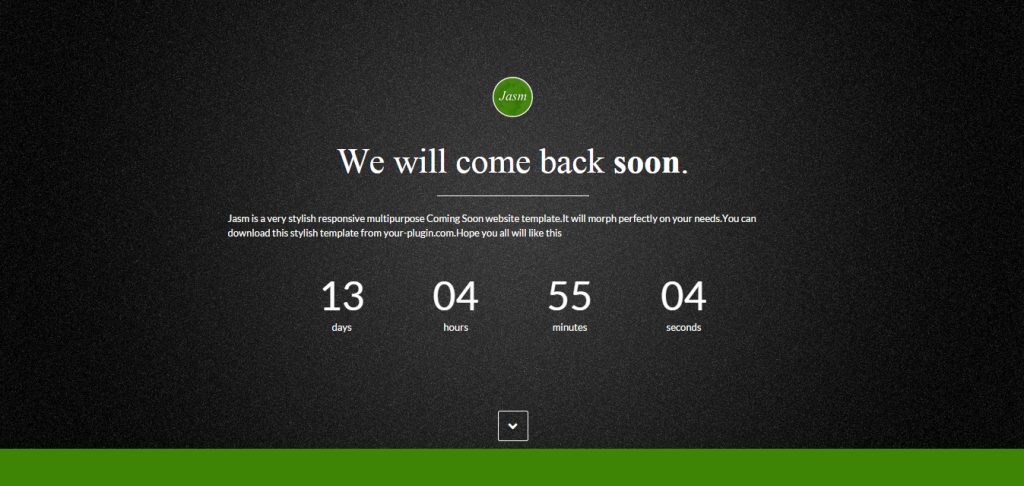 Jasm
We will come back soon.
Jasm is a very stylish responsive multipurpose Coming Soon website template.It will morph perfectly on your needs.You can
download this stylish template from your-plugin.com.Hope you all will like this
13 04 55 04
days hours minutes seconds